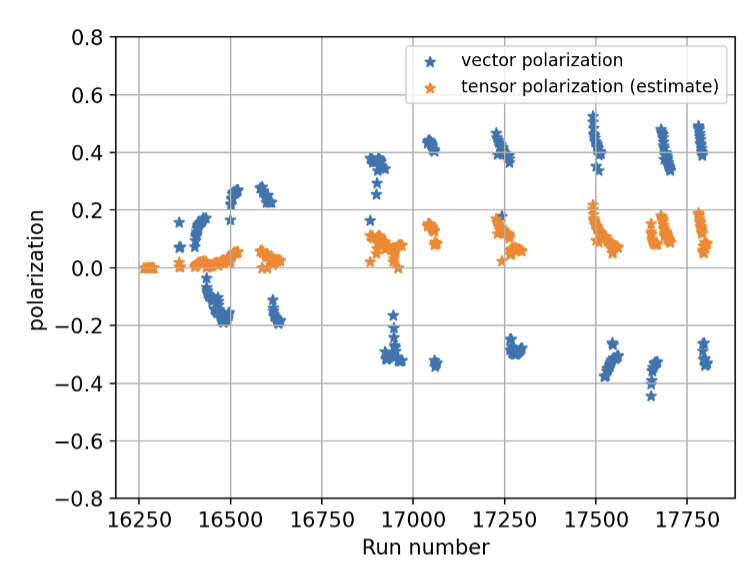 0.8
0.6
0.4
0.2
0.0
−0.2
−0.4
−0.6
−0.8
polarization
vector polarization
tensor polarization (estimate)
16250 16500 16750 17000 17250 17500 17750
Run number